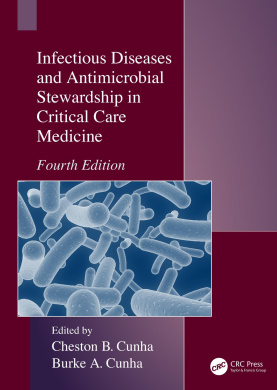 Infectious Diseases
and Antimicrobial
Stewardship in
Critical Care
Medicine
Fourth Edition
Edited by
Cheston B. Cunha
Burke A. Cunha
CRC
CRC Press
Taylor & Francis Group